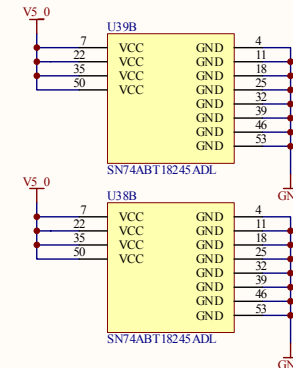 V5_0
U39B
7 VCC GND 4
22 VCC GND 11
35 VCC GND 18
50 VCC GND 25
GND 32
GND 39
GND 46
GND 53
SN74ABT18245ADL
GN
V5_0
U38B
7 VCC GND 4
22 VCC GND 11
35 VCC GND 18
50 VCC GND 25
GND 32
GND 39
GND 46
GND 53
SN74ABT18245ADL
GN